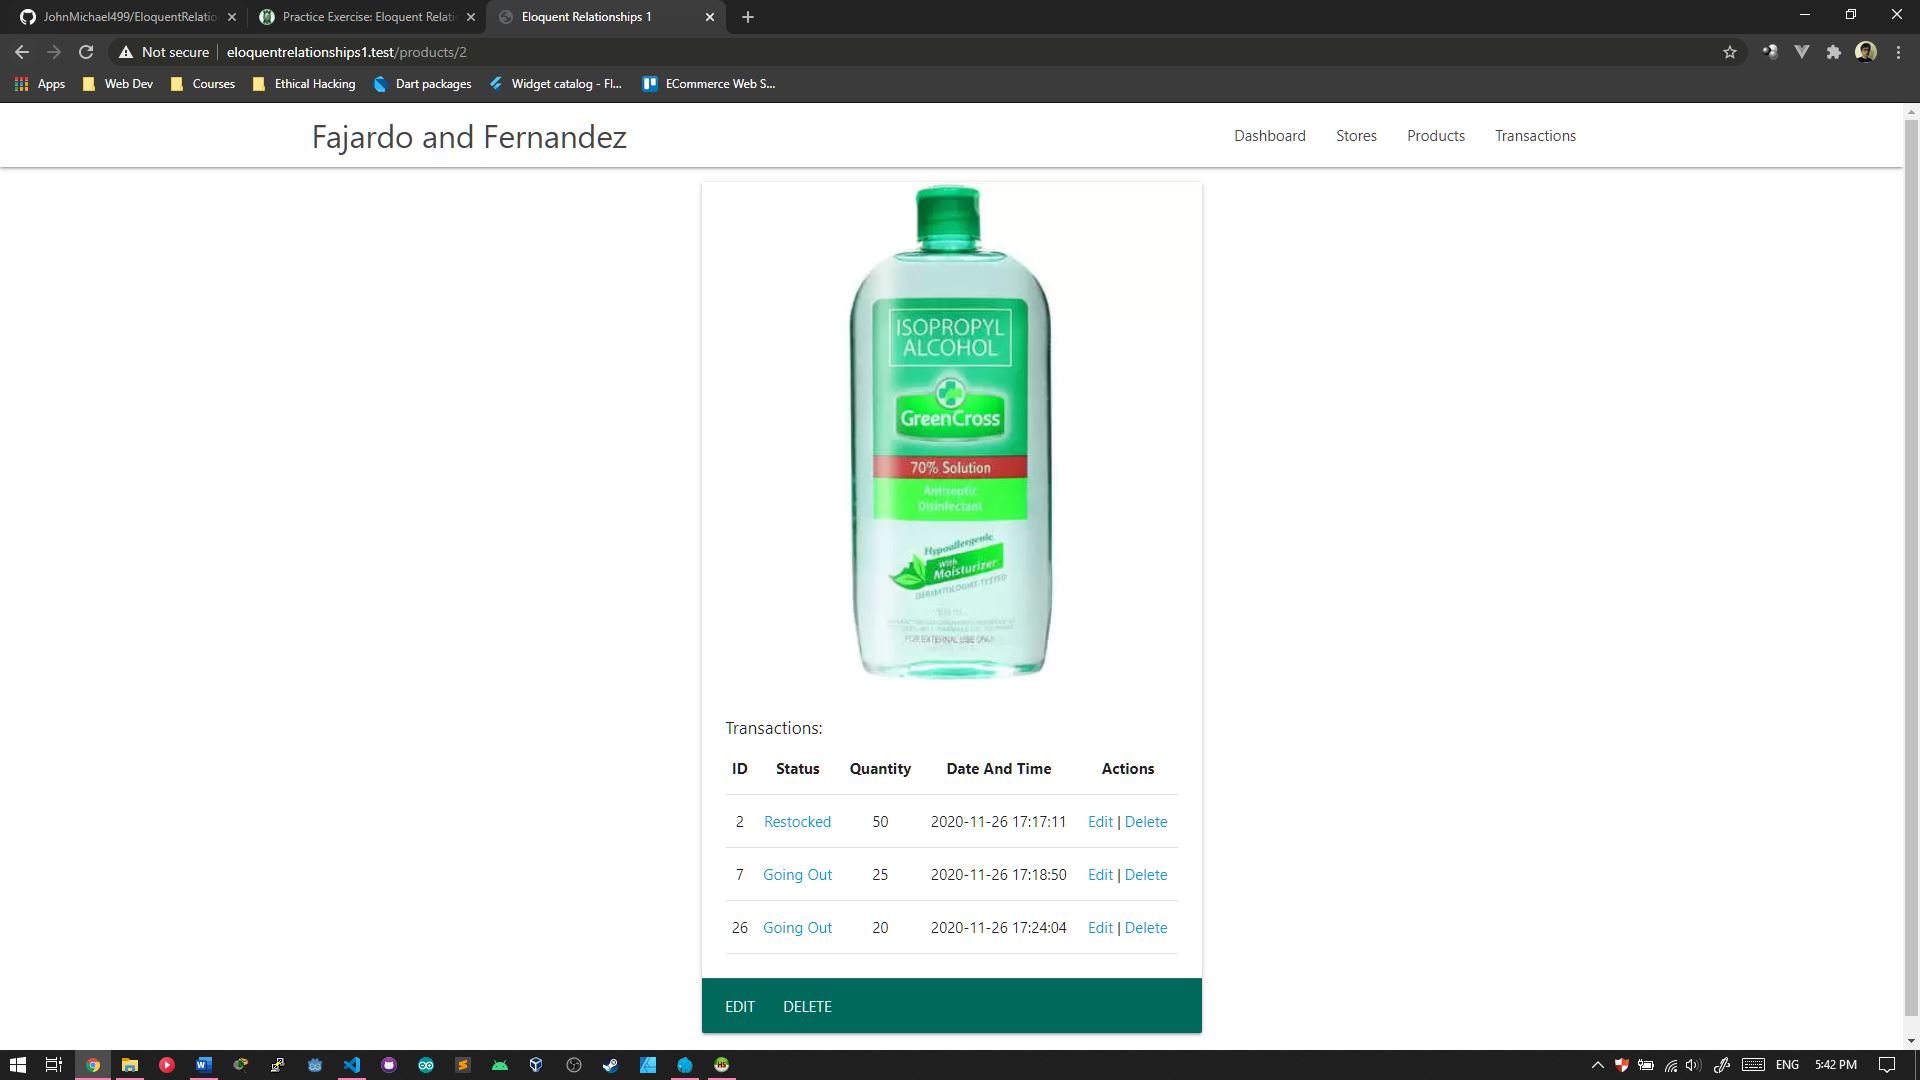 JohnMichael499/EloquentRelatio
Practice Exercise: Eloquent Relati
Eloquent Relationships 1
Not secure
eloquentrelationships1.test/products/2
Apps
Web Dev
Courses
Ethical Hacking
Dart packages
Widget catalog - Fl...
ECommerce Web S...
Fajardo and Fernandez
Dashboard
Stores
Products
Transactions
ISOPROPYL
ALCOHOL
GreenCross
70% Solution
Antiseptic
Disinfectant
Hypoallergenic
With
Moisturizer
DERMATOLOGIST-TESTED
FOR EXTERNAL USE ONLY
Transactions:
ID Status Quantity Date And Time Actions
2 Restocked 50 2020-11-26 17:17:11 Edit | Delete
7 Going Out 25 2020-11-26 17:18:50 Edit | Delete
26 Going Out 20 2020-11-26 17:24:04 Edit | Delete
EDIT DELETE
ENG
5:42 PM